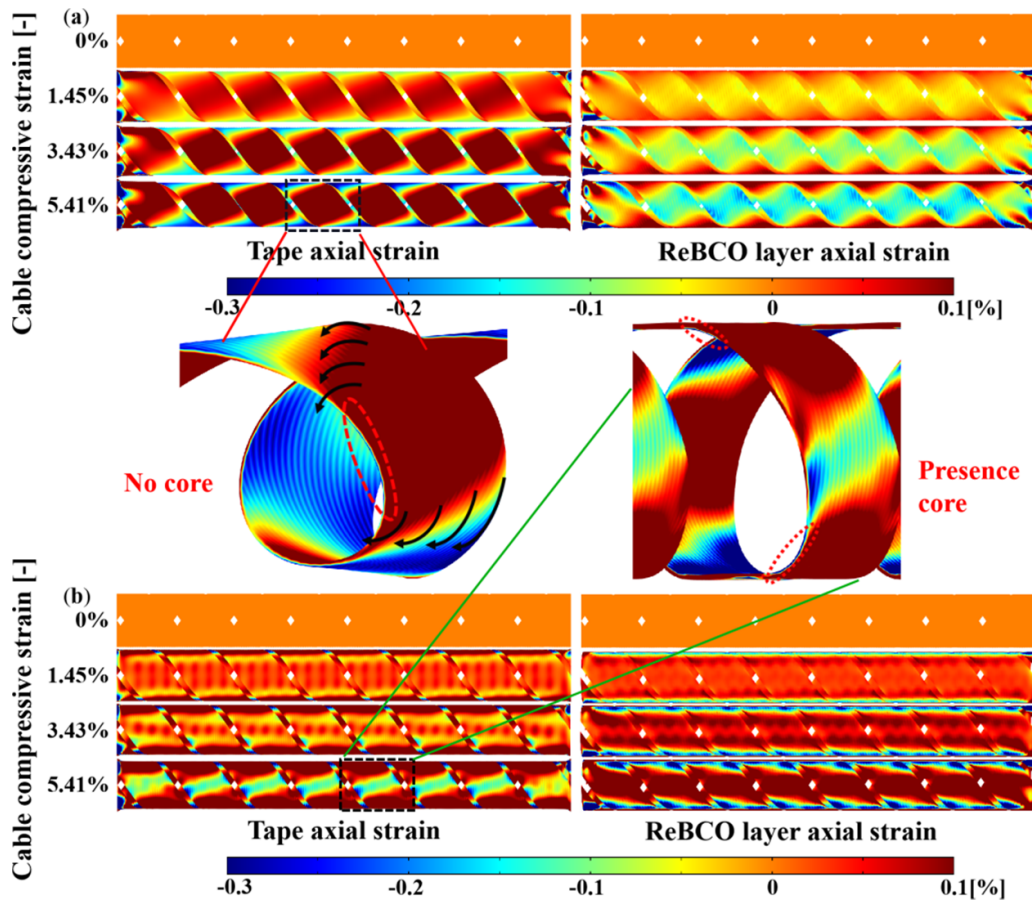 (a)
Cable compressive strain [-]
0%
1.45%
3.43%
5.41%
Tape axial strain
ReBCO layer axial strain
-0.3
-0.2
-0.1
0
0.1[%]
No core
Presence
core
(b)
Cable compressive strain [-]
0%
1.45%
3.43%
5.41%
Tape axial strain
ReBCO layer axial strain
-0.3
-0.2
-0.1
0
0.1[%]